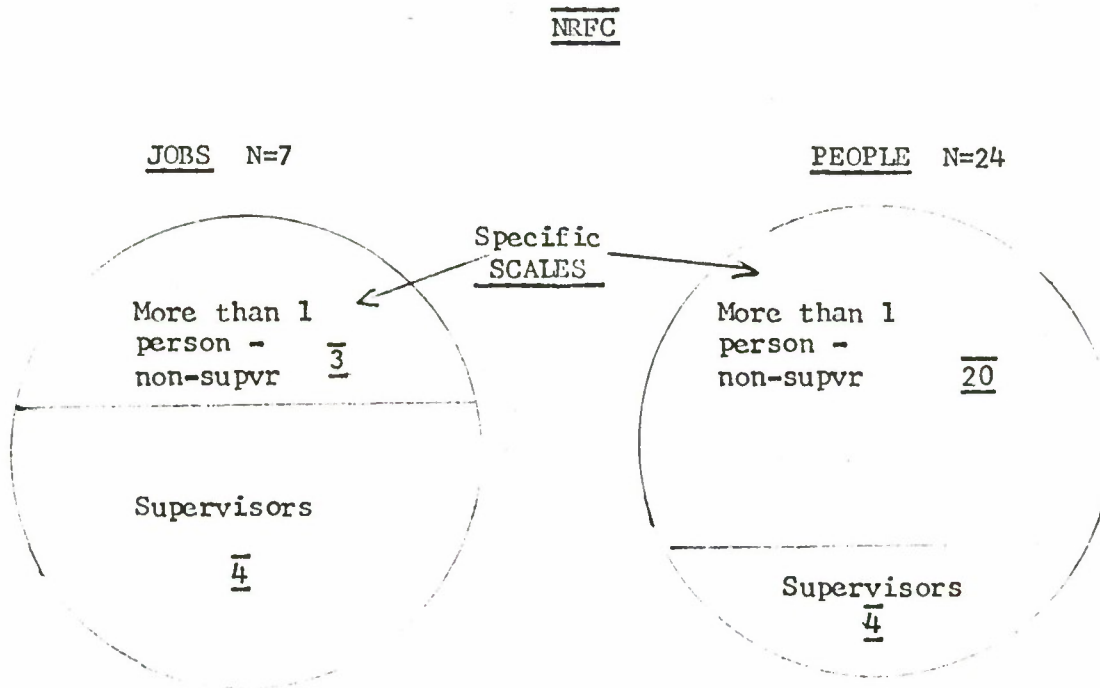 NRFC
JOBS N=7
PEOPLE N=24
Specific
SCALES
More than 1
person -
non-supvr 3
Supervisors
4
More than 1
person -
non-supvr 20
Supervisors
4